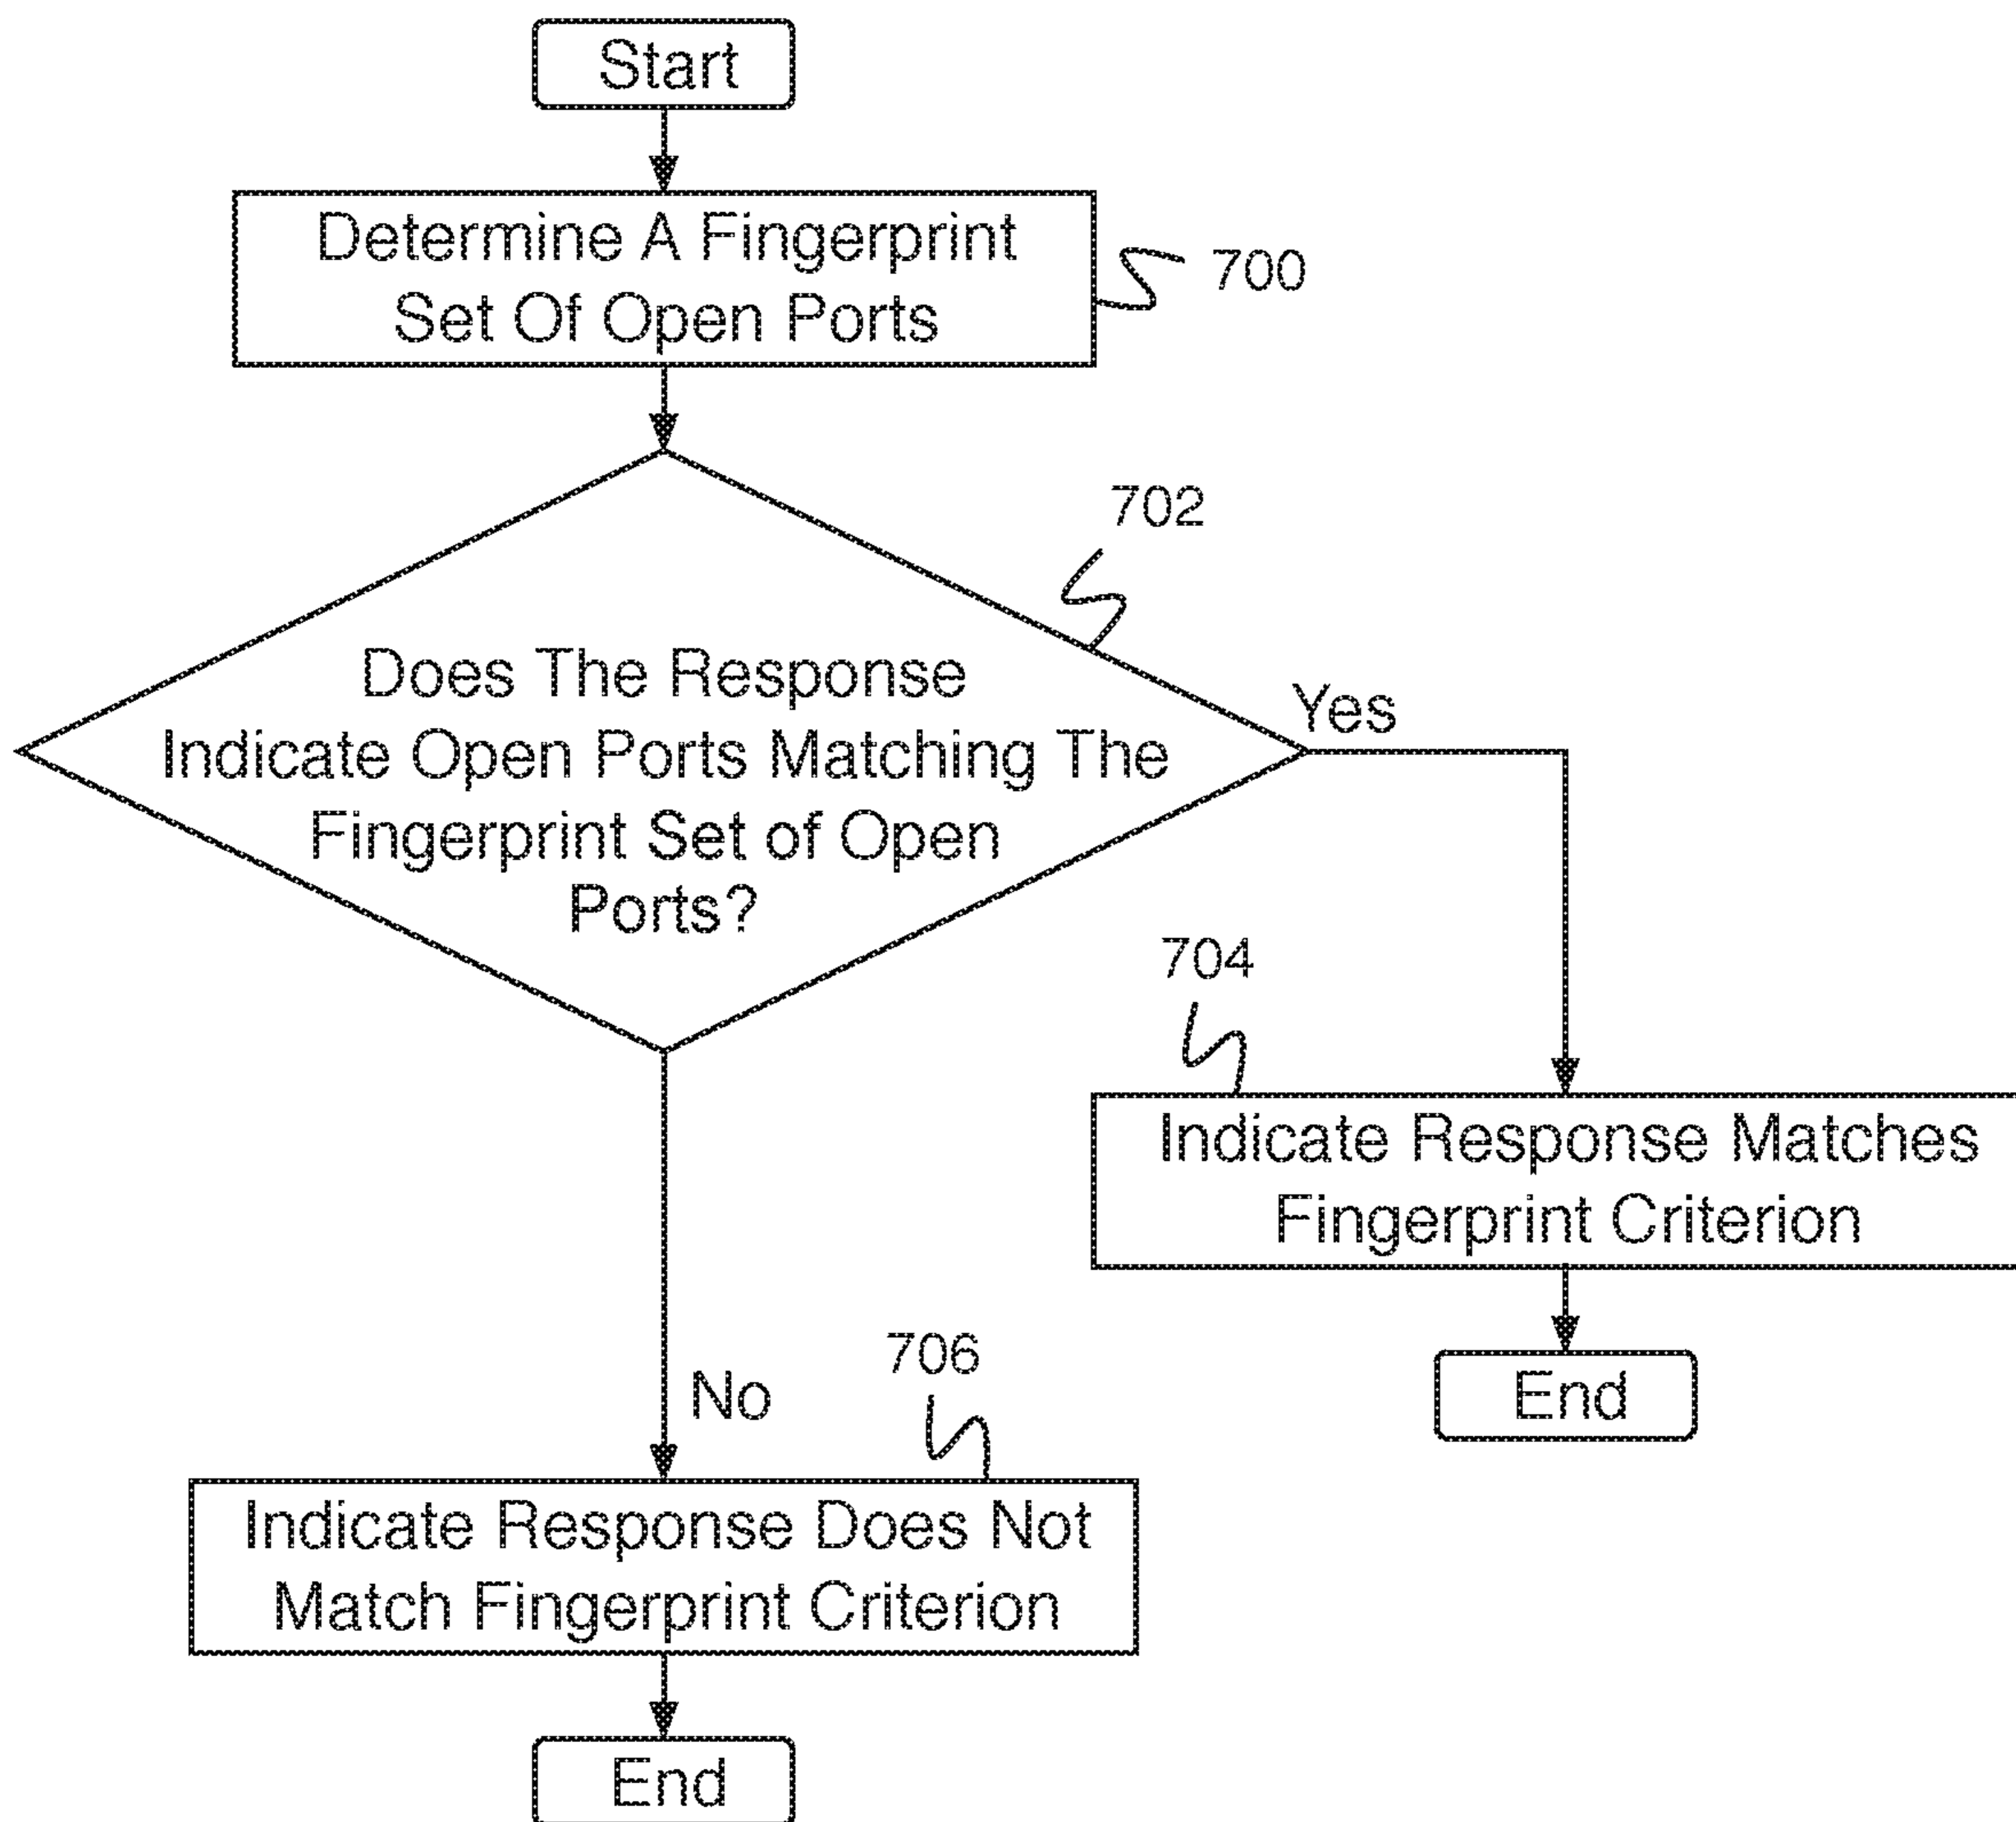 Start
Determine A Fingerprint
Set Of Open Ports
700
702
Does The Response
Indicate Open Ports Matching The
Fingerprint Set of Open
Ports?
Yes
704
Indicate Response Matches
Fingerprint Criterion
End
No
706
Indicate Response Does Not
Match Fingerprint Criterion
End